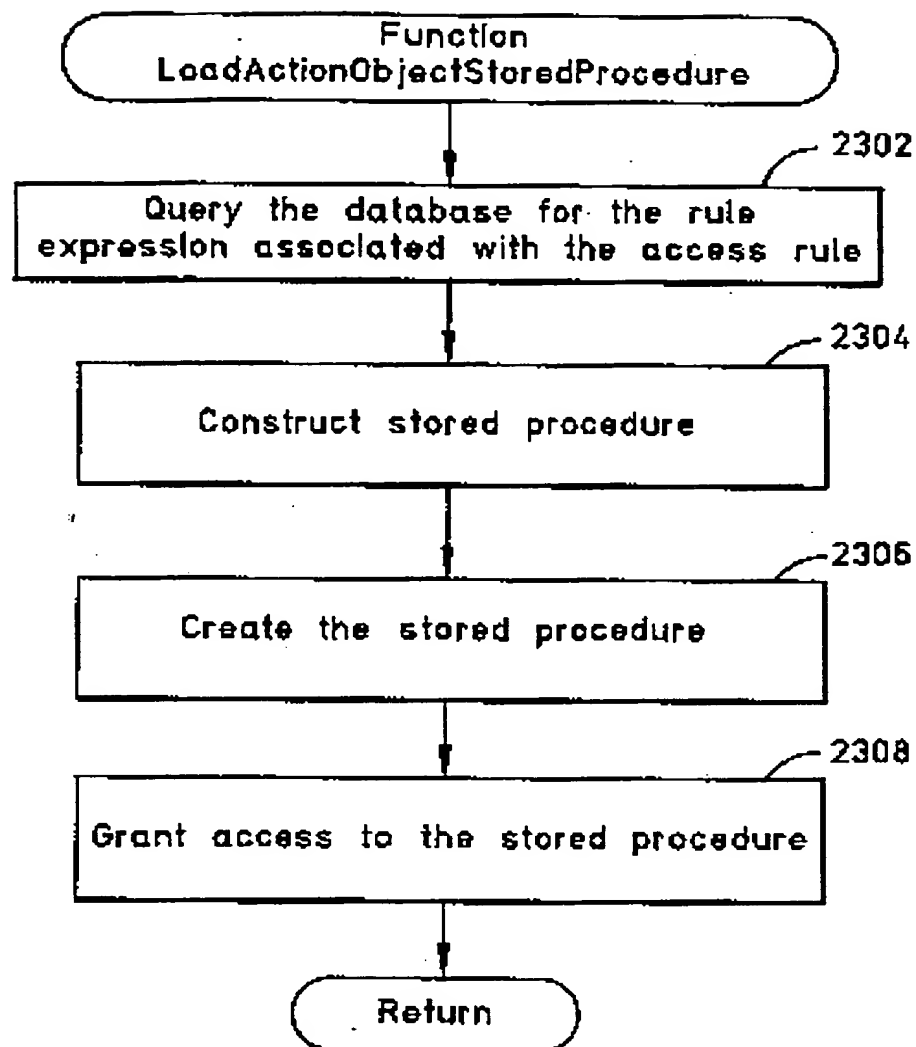 Function
LoadActionObjectStoredProcedure
2302
Query the database for the rule
expression associated with the access rule
2304
Construct stored procedure
2306
Create the stored procedure
2308
Grant access to the stored procedure
Return